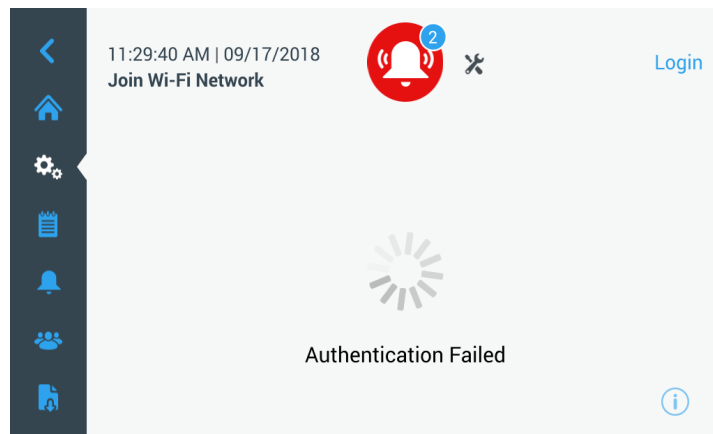 11:29:40 AM | 09/17/2018
Join Wi-Fi Network
2
Login
Authentication Failed
i